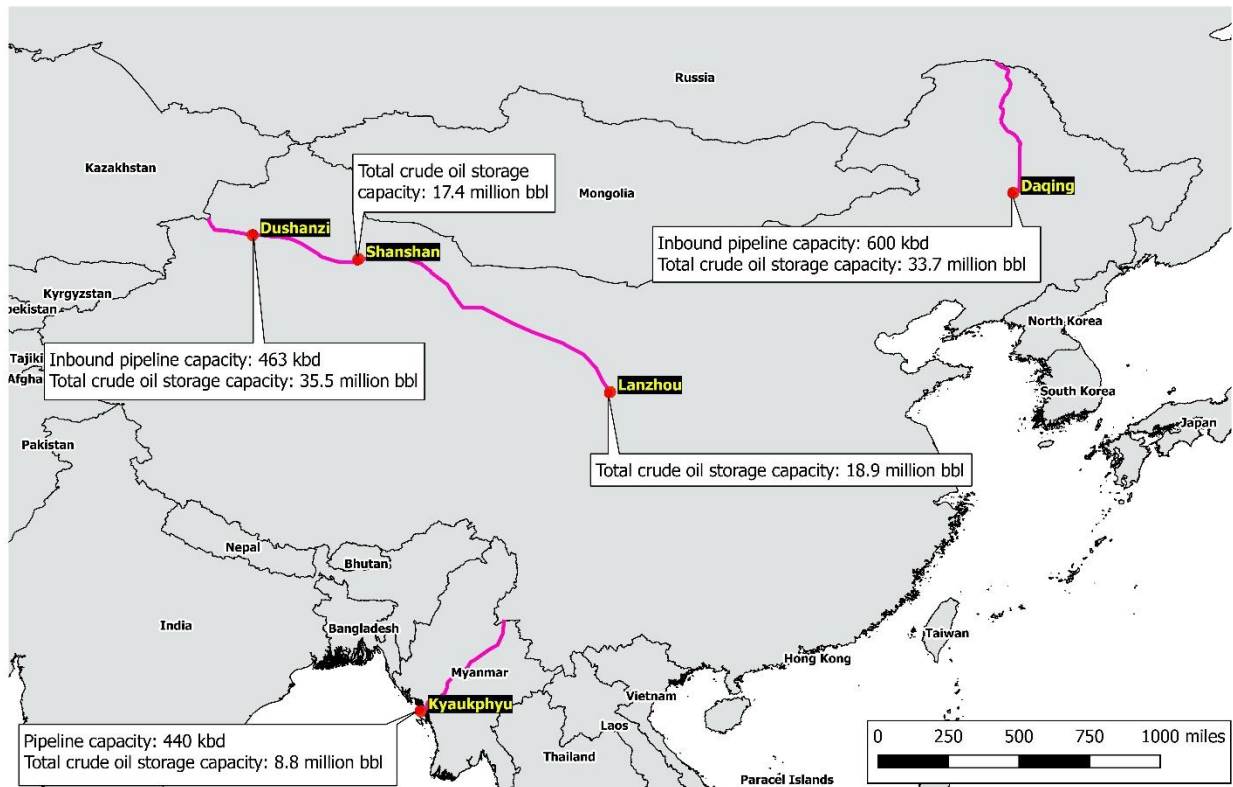 Russia
Kazakhstan
Total crude oil storage
capacity: 17.4 million bbl
Mongolia
Daqing
Dushanzi
Shanshan
Inbound pipeline capacity: 600 kbd
Total crude oil storage capacity: 33.7 million bbl
Kyrgyzstan
bekistan
North Korea
Tajiki
Afgha
Inbound pipeline capacity: 463 kbd
Total crude oil storage capacity: 35.5 million bbl
Lanzhou
South Korea
Japan
Pakistan
Total crude oil storage capacity: 18.9 million bbl
Nepal
Bhutan
India
Bangladesh
Taiwan
Hong Kong
Myanmar
Vietnam
Kyaukphyu
Laos
Pipeline capacity: 440 kbd
Total crude oil storage capacity: 8.8 million bbl
Thailand
Paracel Islands
0 250 500 750 1000 miles